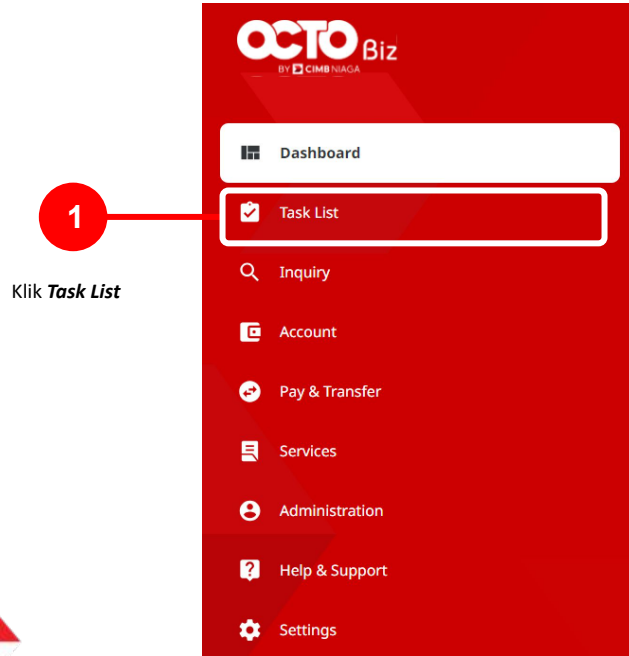 OCTO Biz
BY CIMB NIAGA
Dashboard
1
Task List
Klik Task List
Inquiry
Account
Pay & Transfer
Services
Administration
Help & Support
Settings